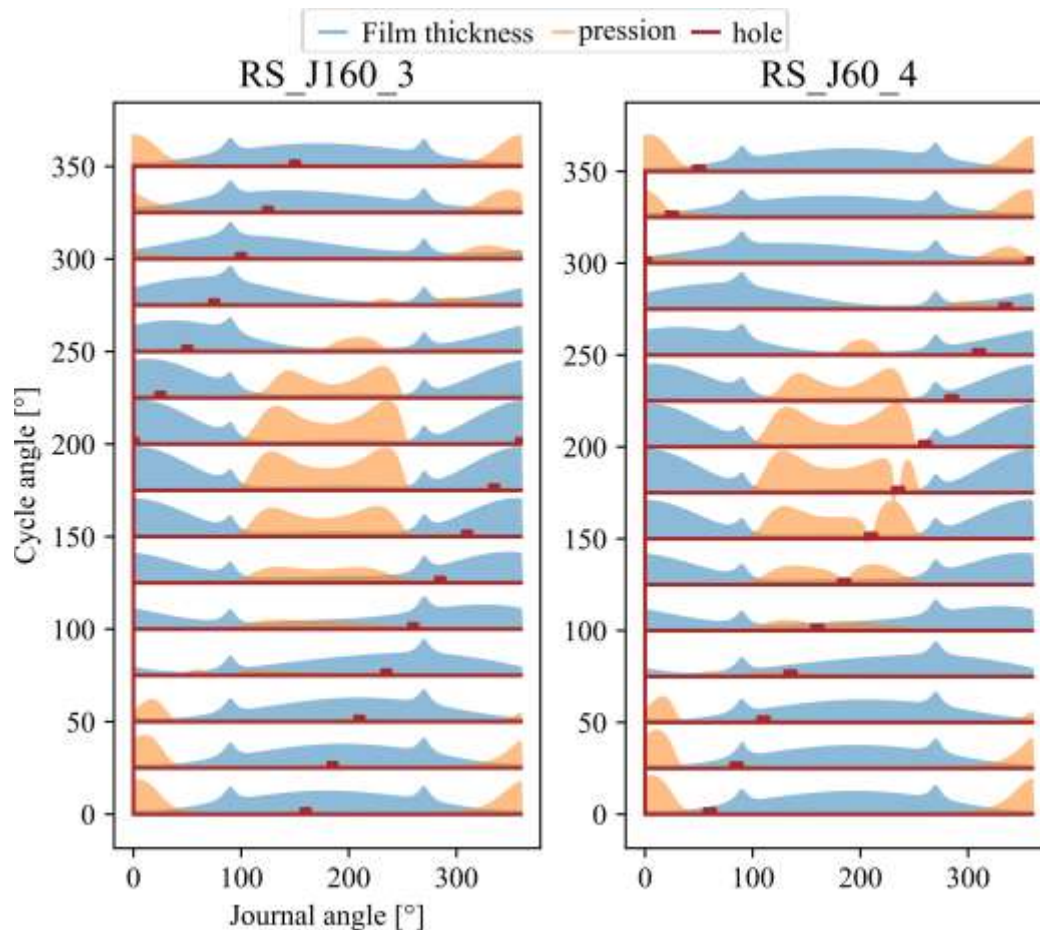 Film thickness pression hole
RS_J160_3 RS_J60_4
350 350
300 300
250 250
200 200
150 150
100 100
50 50
0 0
Cycle angle [°]
0 100 200 300 0 100 200 300
Journal angle [°]